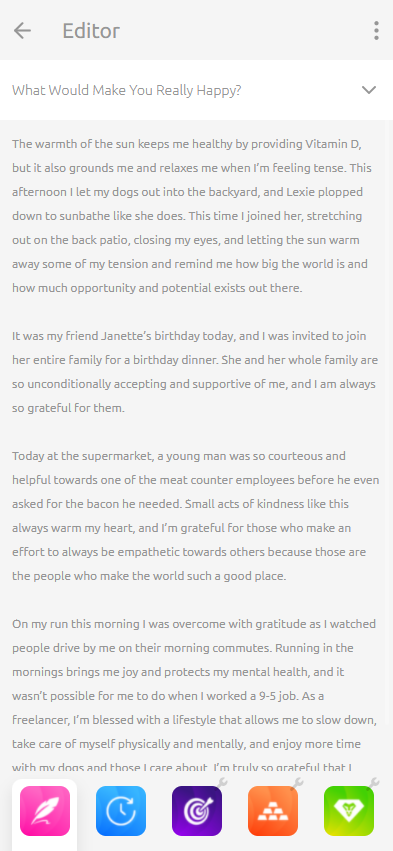 Editor
What Would Make You Really Happy?
The warmth of the sun keeps me healthy by providing Vitamin D,
but it also grounds me and relaxes me when I'm feeling tense. This
afternoon I let my dogs out into the backyard, and Lexie plopped
down to sunbathe like she does. This time I joined her, stretching
out on the back patio, closing my eyes, and letting the sun warm
away some of my tension and remind me how big the world is and
how much opportunity and potential exists out there.
It was my friend Janette's birthday today, and I was invited to join
her entire family for a birthday dinner. She and her whole family are
so unconditionally accepting and supportive of me, and I am always
so grateful for them.
Today at the supermarket, a young man was so courteous and
helpful towards one of the meat counter employees before he even
asked for the bacon he needed. Small acts of kindness like this
always warm my heart, and I'm grateful for those who make an
effort to always be empathetic towards others because those are
the people who make the world such a good place.
On my run this morning I was overcome with gratitude as I watched
people drive by me on their morning commutes. Running in the
mornings brings me joy and protects my mental health, and it
wasn't possible for me to do when I worked a 9-5 job. As a
freelancer, I'm blessed with a lifestyle that allows me to slow down,
take care of myself physically and mentally, and enjoy more time
with my dogs and those I care about. I'm truly so grateful that I